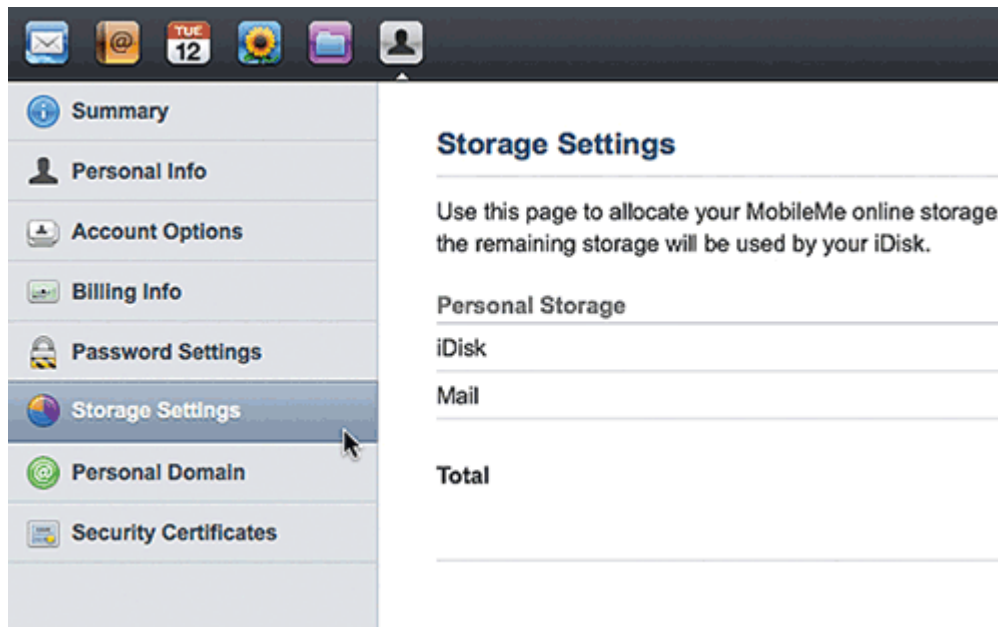 TUE
12
Summary
Personal Info
Account Options
Billing Info
Password Settings
Storage Settings
Personal Domain
Security Certificates
Storage Settings
Use this page to allocate your MobileMe online storage
the remaining storage will be used by your iDisk.
Personal Storage
iDisk
Mail
Total